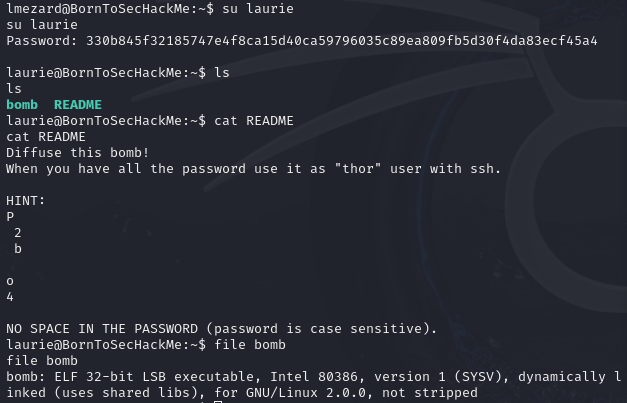 lmezard@BornToSecHackMe:~$ su laurie
su laurie
Password: 330b845f32185747e4f8ca15d40ca59796035c89ea809fb5d30f4da83ecf45a4
laurie@BornToSecHackMe:~$ ls
ls
bomb  README
laurie@BornToSecHackMe:~$ cat README
cat README
Diffuse this bomb!
When you have all the password use it as "thor" user with ssh.
HINT:
P
 2
 b
o
4
NO SPACE IN THE PASSWORD (password is case sensitive).
laurie@BornToSecHackMe:~$ file bomb
file bomb
bomb: ELF 32-bit LSB executable, Intel 80386, version 1 (SYSV), dynamically l
inked (uses shared libs), for GNU/Linux 2.0.0, not stripped